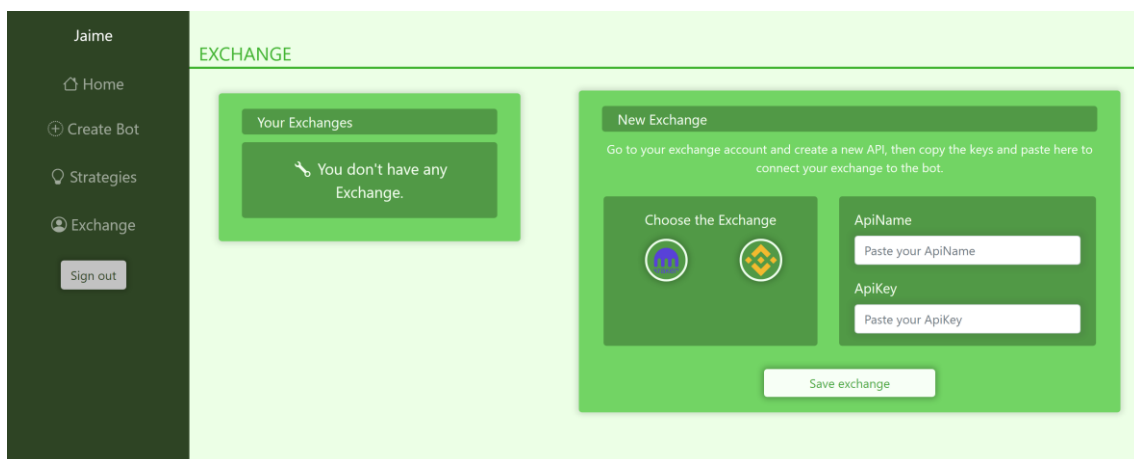 Jaime
Home
Create Bot
Strategies
Exchange
Sign out
EXCHANGE
Your Exchanges
You don't have any
Exchange.
New Exchange
Go to your exchange account and create a new API, then copy the keys and paste here to
connect your exchange to the bot.
Choose the Exchange
ApiName
Paste your ApiName
ApiKey
Paste your ApiKey
Save exchange